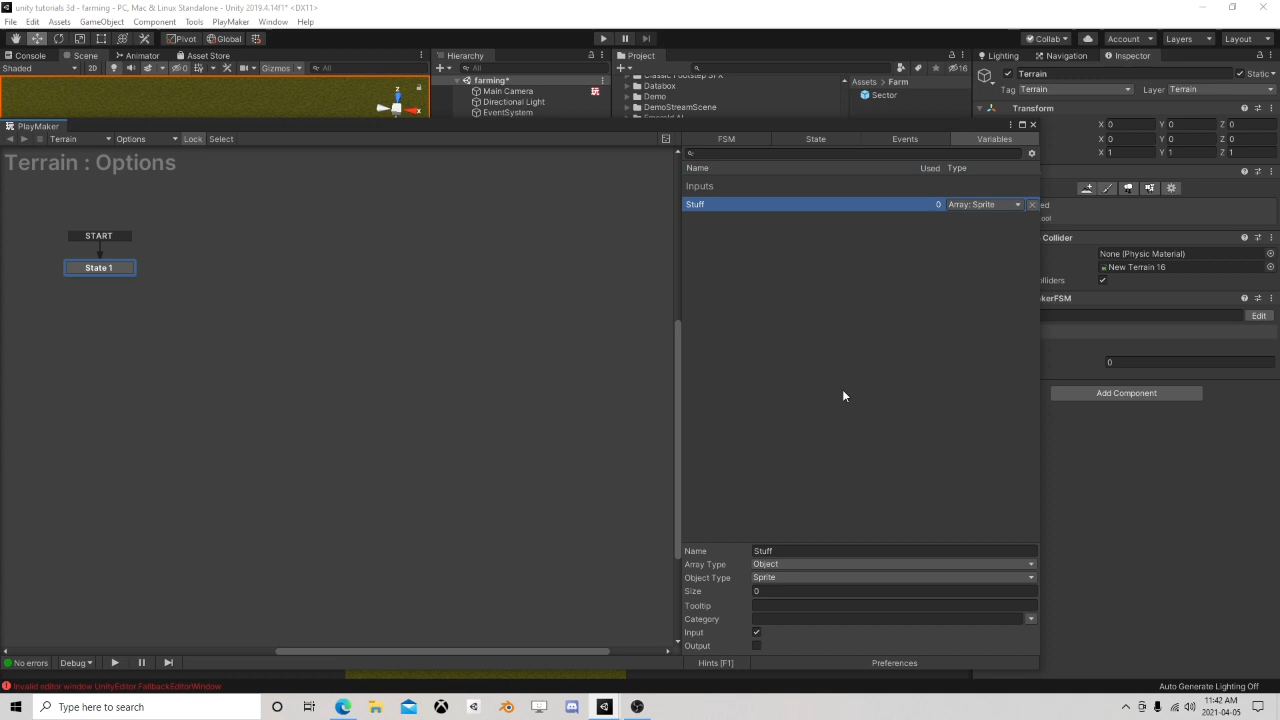 unity tutorials 3d - farming - PC, Mac & Linux Standalone - Unity 2019.4.14f1* <DX11>
File Edit Assets GameObject Component Tools PlayMaker Window Help
Pivot Global Collab Account Layers Layout
Console Scene Animator Asset Store Hierarchy Project Lighting Navigation Inspector
Shaded 2D 0 Gizmos All All 16 Terrain Static
farming*
Main Camera
Directional Light
EventSystem
Classic Footstep SFX
Databox
Demo
DemoStreamScene
Assets Farm
Sector
Tag Terrain Layer Terrain
Transform
X 0 Y 0 Z 0
X 0 Y 0 Z 0
X 1 Y 1 Z 1
z
x
PlayMaker
Terrain Options Lock Select
FSM State Events Variables
Terrain : Options
START
State 1
Name Used Type
Inputs
Stuff 0 Array: Sprite
Name Stuff
Array Type Object
Object Type Sprite
Size 0
Tooltip
Category
Input
Output
Hints [F1] Preferences
Collider
None (Physic Material)
New Terrain 16
Edit
0
Add Component
No errors Debug
Invalid editor window UnityEditor.FallbackEditorWindow
Auto Generate Lighting Off
Type here to search
11:42 AM
2021-04-05